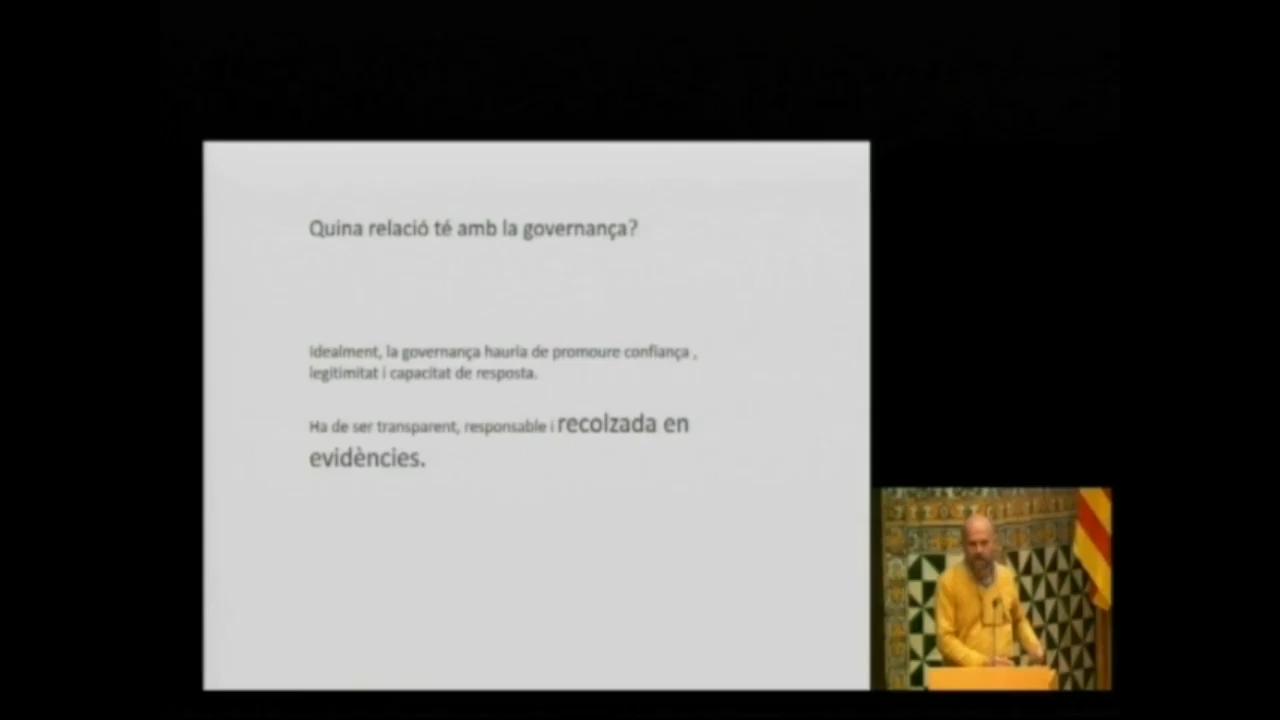 Quina relació té amb la governança?
Idealment, la governança hauria de promoure confiança ,
legitimitat i capacitat de resposta.
Ha de ser transparent, responsable i recolzada en
evidències.